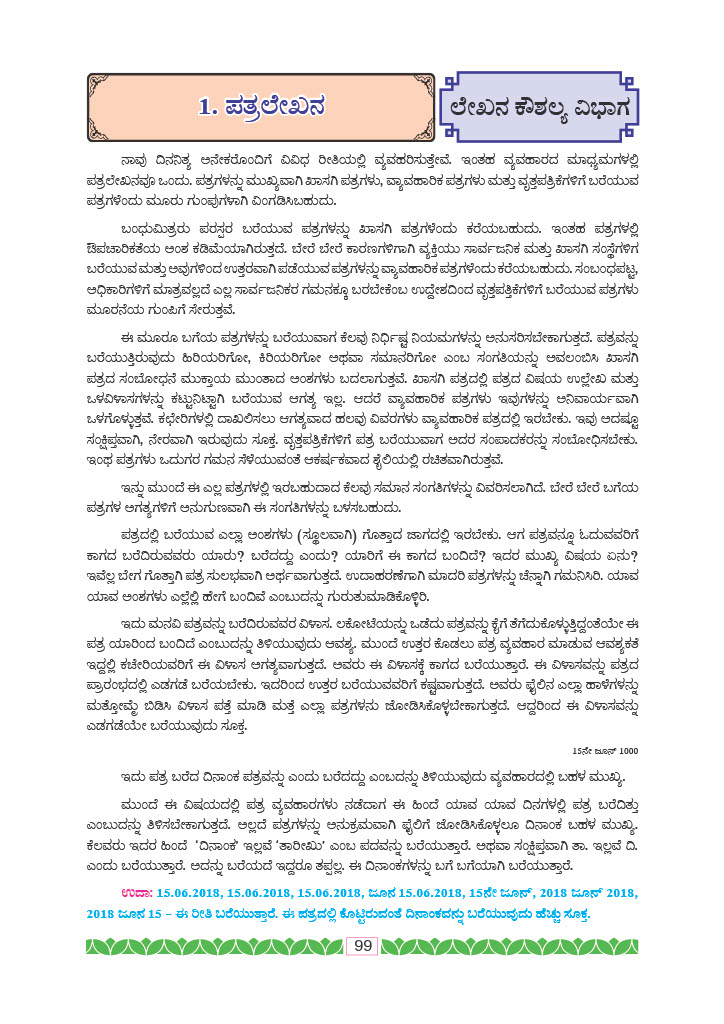 1. ಪತ್ರಲೇಖನ
ಲೇಖನ ಕೌಶಲ್ಯ ವಿಭಾಗ
ನಾವು ದಿನನಿತ್ಯ ಅನೇಕರೊಂದಿಗೆ ವಿವಿಧ ರೀತಿಯಲ್ಲಿ ವ್ಯವಹರಿಸುತ್ತೇವೆ. ಇಂತಹ ವ್ಯವಹಾರದ ಮಾಧ್ಯಮಗಳಲ್ಲಿ
ಪತ್ರಲೇಖನವೂ ಒಂದು. ಪತ್ರಗಳನ್ನು ಮುಖ್ಯವಾಗಿ ಖಾಸಗಿ ಪತ್ರಗಳು, ವ್ಯಾವಹಾರಿಕ ಪತ್ರಗಳು ಮತ್ತು ವೃತ್ತಪತ್ರಿಕೆಗಳಿಗೆ ಬರೆಯುವ
ಪತ್ರಗಳೆಂದು ಮೂರು ಗುಂಪುಗಳಾಗಿ ವಿಂಗಡಿಸಿಬಹುದು.
ಬಂಧುಮಿತ್ರರು ಪರಸ್ಪರ ಬರೆಯುವ ಪತ್ರಗಳನ್ನು ಖಾಸಗಿ ಪತ್ರಗಳೆಂದು ಕರೆಯಬಹುದು. ಇಂತಹ ಪತ್ರಗಳಲ್ಲಿ
ಔಪಚಾರಿಕತೆಯ ಅಂಶ ಕಡಿಮೆಯಾಗಿರುತ್ತದೆ. ಬೇರೆ ಬೇರೆ ಕಾರಣಗಳಿಗಾಗಿ ವ್ಯಕ್ತಿಯು ಸಾರ್ವಜನಿಕ ಮತ್ತು ಖಾಸಗಿ ಸಂಸ್ಥೆಗಳಿಗ
ಬರೆಯುವ ಮತ್ತು ಅವುಗಳಿಂದ ಉತ್ತರವಾಗಿ ಪಡೆಯುವ ಪತ್ರಗಳನ್ನು ವ್ಯಾವಹಾರಿಕ ಪತ್ರಗಳೆಂದು ಕರೆಯಬಹುದು. ಸಂಬಂಧಪಟ್ಟ,
ಅಧಿಕಾರಿಗಳಿಗೆ ಮಾತ್ರವಲ್ಲದೆ ಎಲ್ಲ ಸಾರ್ವಜನಿಕರ ಗಮನಕ್ಕೂ ಬರಬೇಕೆಂಬ ಉದ್ದೇಶದಿಂದ ವೃತ್ತಪತ್ತಿಕೆಗಳಿಗೆ ಬರೆಯುವ ಪತ್ರಗಳು
ಮೂರನೆಯ ಗುಂಪಿಗೆ ಸೇರುತ್ತವೆ.
ಈ ಮೂರೂ ಬಗೆಯ ಪತ್ರಗಳನ್ನು ಬರೆಯುವಾಗ ಕೆಲವು ನಿರ್ಧಿಷ್ಟ ನಿಯಮಗಳನ್ನು ಅನುಸರಿಸಬೇಕಾಗುತ್ತದೆ. ಪತ್ರವನ್ನು
ಬರೆಯುತ್ತಿರುವುದು ಹಿರಿಯರಿಗೋ, ಕಿರಿಯರಿಗೋ ಅಥವಾ ಸಮಾನರಿಗೋ ಎಂಬ ಸಂಗತಿಯನ್ನು ಅವಲಂಬಿಸಿ ಖಾಸಗಿ
ಪತ್ರದ ಸಂಬೋಧನೆ ಮುಕ್ತಾಯ ಮುಂತಾದ ಅಂಶಗಳು ಬದಲಾಗುತ್ತವೆ. ಖಾಸಗಿ ಪತ್ರದಲ್ಲಿ ಪತ್ರದ ವಿಷಯ ಉಲ್ಲೇಖ ಮತ್ತು
ಒಳವಿಳಾಸಗಳನ್ನು ಕಟ್ಟುನಿಟ್ಟಾಗಿ ಬರೆಯುವ ಅಗತ್ಯ ಇಲ್ಲ. ಆದರೆ ವ್ಯಾವಹಾರಿಕ ಪತ್ರಗಳು ಇವುಗಳನ್ನು ಅನಿವಾರ್ಯವಾಗಿ
ಒಳಗೊಳ್ಳುತ್ತವೆ. ಕಛೇರಿಗಳಲ್ಲಿ ದಾಖಲಿಸಲು ಅಗತ್ಯವಾದ ಹಲವು ವಿವರಗಳು ವ್ಯಾವಹಾರಿಕ ಪತ್ರದಲ್ಲಿ ಇರಬೇಕು. ಇವು ಅದಷ್ಟೂ
ಸಂಕ್ಷಿಪ್ತವಾಗಿ, ನೇರವಾಗಿ ಇರುವುದು ಸೂಕ್ತ. ವೃತ್ತಪತ್ರಿಕೆಗಳಿಗೆ ಪತ್ರ ಬರೆಯುವಾಗ ಅದರ ಸಂಪಾದಕರನ್ನು ಸಂಬೋಧಿಸಬೇಕು.
ಇಂಥ ಪತ್ರಗಳು ಒದುಗರ ಗಮನ ಸೆಳೆಯುವಂತೆ ಆಕರ್ಷಕವಾದ ಶೈಲಿಯಲ್ಲಿ ರಚಿತವಾಗಿರುತ್ತವೆ.
ಇನ್ನು ಮುಂದೆ ಈ ಎಲ್ಲ ಪತ್ರಗಳಲ್ಲಿ ಇರಬಹುದಾದ ಕೆಲವು ಸಮಾನ ಸಂಗತಿಗಳನ್ನು ವಿವರಿಸಲಾಗಿದೆ. ಬೇರೆ ಬೇರೆ ಬಗೆಯ
ಪತ್ರಗಳ ಅಗತ್ಯಗಳಿಗೆ ಅನುಗುಣವಾಗಿ ಈ ಸಂಗತಿಗಳನ್ನು ಬಳಸಬಹುದು.
ಪತ್ರದಲ್ಲಿ ಬರೆಯುವ ಎಲ್ಲಾ ಅಂಶಗಳು (ಸ್ಥೂಲವಾಗಿ) ಗೊತ್ತಾದ ಜಾಗದಲ್ಲಿ ಇರಬೇಕು. ಆಗ ಪತ್ರವನ್ನೂ ಓದುವವರಿಗೆ
ಕಾಗದ ಬರೆದಿರುವವರು ಯಾರು? ಬರೆದದ್ದು ಎಂದು? ಯಾರಿಗೆ ಈ ಕಾಗದ ಬಂದಿದೆ? ಇದರ ಮುಖ್ಯ ವಿಷಯ ಏನು?
ಇವೆಲ್ಲ ಬೇಗ ಗೊತ್ತಾಗಿ ಪತ್ರ ಸುಲಭವಾಗಿ ಅರ್ಥವಾಗುತ್ತದೆ. ಉದಾಹರಣೆಗಾಗಿ ಮಾದರಿ ಪತ್ರಗಳನ್ನು ಚೆನ್ನಾಗಿ ಗಮನಿಸಿರಿ. ಯಾವ
ಯಾವ ಅಂಶಗಳು ಎಲ್ಲೆಲ್ಲಿ ಹೇಗೆ ಬಂದಿವೆ ಎಂಬುದನ್ನು ಗುರುತುಮಾಡಿಕೊಳ್ಳಿರಿ.
ಇದು ಮನವಿ ಪತ್ರವನ್ನು ಬರೆದಿರುವವರ ವಿಳಾಸ. ಲಕೋಟೆಯನ್ನು ಒಡೆದು ಪತ್ರವನ್ನು ಕೈಗೆ ತೆಗೆದುಕೊಳ್ಳುತ್ತಿದ್ದಂತೆಯೇ ಈ
ಪತ್ರ ಯಾರಿಂದ ಬಂದಿದೆ ಎಂಬುದನ್ನು ತಿಳಿಯುವುದು ಆವಶ್ಯ. ಮುಂದೆ ಉತ್ತರ ಕೊಡಲು ಪತ್ರ ವ್ಯವಹಾರ ಮಾಡುವ ಆವಶ್ಯಕತೆ
ಇದ್ದಲ್ಲಿ ಕಚೇರಿಯವರಿಗೆ ಈ ವಿಳಾಸ ಅಗತ್ಯವಾಗುತ್ತದೆ. ಅವರು ಈ ವಿಳಾಸಕ್ಕೆ ಕಾಗದ ಬರೆಯುತ್ತಾರೆ. ಈ ವಿಳಾಸವನ್ನು ಪತ್ರದ
ಪ್ರಾರಂಭದಲ್ಲಿ ಎಡಗಡೆ ಬರೆಯಬೇಕು. ಇದರಿಂದ ಉತ್ತರ ಬರೆಯುವವರಿಗೆ ಕಷ್ಟವಾಗುತ್ತದೆ. ಅವರು ಫೈಲಿನ ಎಲ್ಲಾ ಹಾಳೆಗಳನ್ನು
ಮತ್ತೋಮ್ಮೆ ಬಿಡಿಸಿ ವಿಳಾಸ ಪತ್ತೆ ಮಾಡಿ ಮತ್ತೆ ಎಲ್ಲಾ ಪತ್ರಗಳನು ಜೋಡಿಸಿಕೊಳ್ಳಬೇಕಾಗುತ್ತದೆ. ಆದ್ದರಿಂದ ಈ ವಿಳಾಸವನ್ನು
ಎಡಗಡೆಯೇ ಬರೆಯುವುದು ಸೂಕ್ತ.
15ನೇ ಜೂನ್ 1000
ಇದು ಪತ್ರ ಬರೆದ ದಿನಾಂಕ ಪತ್ರವನ್ನು ಎಂದು ಬರೆದದ್ದು ಎಂಬದನ್ನು ತಿಳಿಯುವುದು ವ್ಯವಹಾರದಲ್ಲಿ ಬಹಳ ಮುಖ್ಯ.
ಮುಂದೆ ಈ ವಿಷಯದಲ್ಲಿ ಪತ್ರ ವ್ಯವಹಾರಗಳು ನಡೆದಾಗ ಈ ಹಿಂದೆ ಯಾವ ಯಾವ ದಿನಗಳಲ್ಲಿ ಪತ್ರ ಬರೆದಿತ್ತು
ಎಂಬುದನ್ನು ತಿಳಿಸಬೇಕಾಗುತ್ತದೆ. ಅಲ್ಲದೆ ಪತ್ರಗಳನ್ನು ಅನುಕ್ರಮವಾಗಿ ಫೈಲಿಗೆ ಜೋಡಿಸಿಕೊಳ್ಳಲೂ ದಿನಾಂಕ ಬಹಳ ಮುಖ್ಯ.
ಕೆಲವರು ಇದರ ಹಿಂದೆ ‘ದಿನಾಂಕ’ ಇಲ್ಲವೆ ‘ತಾರೀಖು’ ಎಂಬ ಪದವನ್ನು ಬರೆಯುತ್ತಾರೆ. ಅಥವಾ ಸಂಕ್ಷಿಪ್ತವಾಗಿ ತಾ. ಇಲ್ಲವೆ ದಿ.
ಎಂದು ಬರೆಯುತ್ತಾರೆ. ಅದನ್ನು ಬರೆಯದೆ ಇದ್ದರೂ ತಪ್ಪಲ್ಲ. ಈ ದಿನಾಂಕಗಳನ್ನು ಬಗೆ ಬಗೆಯಾಗಿ ಬರೆಯುತ್ತಾರೆ.
ಉದಾ: 15.06.2018, 15.06.2018, 15.06.2018, ಜೂನ 15.06.2018, 15ನೇ ಜೂನ್, 2018 ಜೂನ್ 2018,
2018 ಜೂನ 15 – ಈ ರೀತಿ ಬರೆಯುತ್ತಾರೆ. ಈ ಪತ್ರದಲ್ಲಿ ಕೊಟ್ಟಿರುವಂತೆ ದಿನಾಂಕವನ್ನು ಬರೆಯುವುದು ಹೆಚ್ಚು ಸೂಕ್ತ.
99